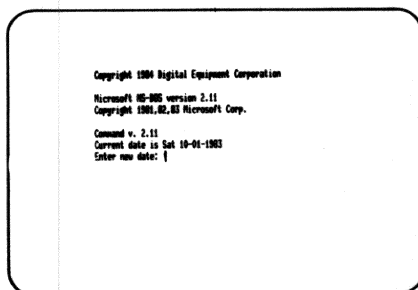 Copyright 1984 Digital Equipment Corporation
Microsoft MS-DOS version 2.11
Copyright 1981,82,83 Microsoft Corp.
Command v. 2.11
Current date is Sat 10-01-1983
Enter new date: